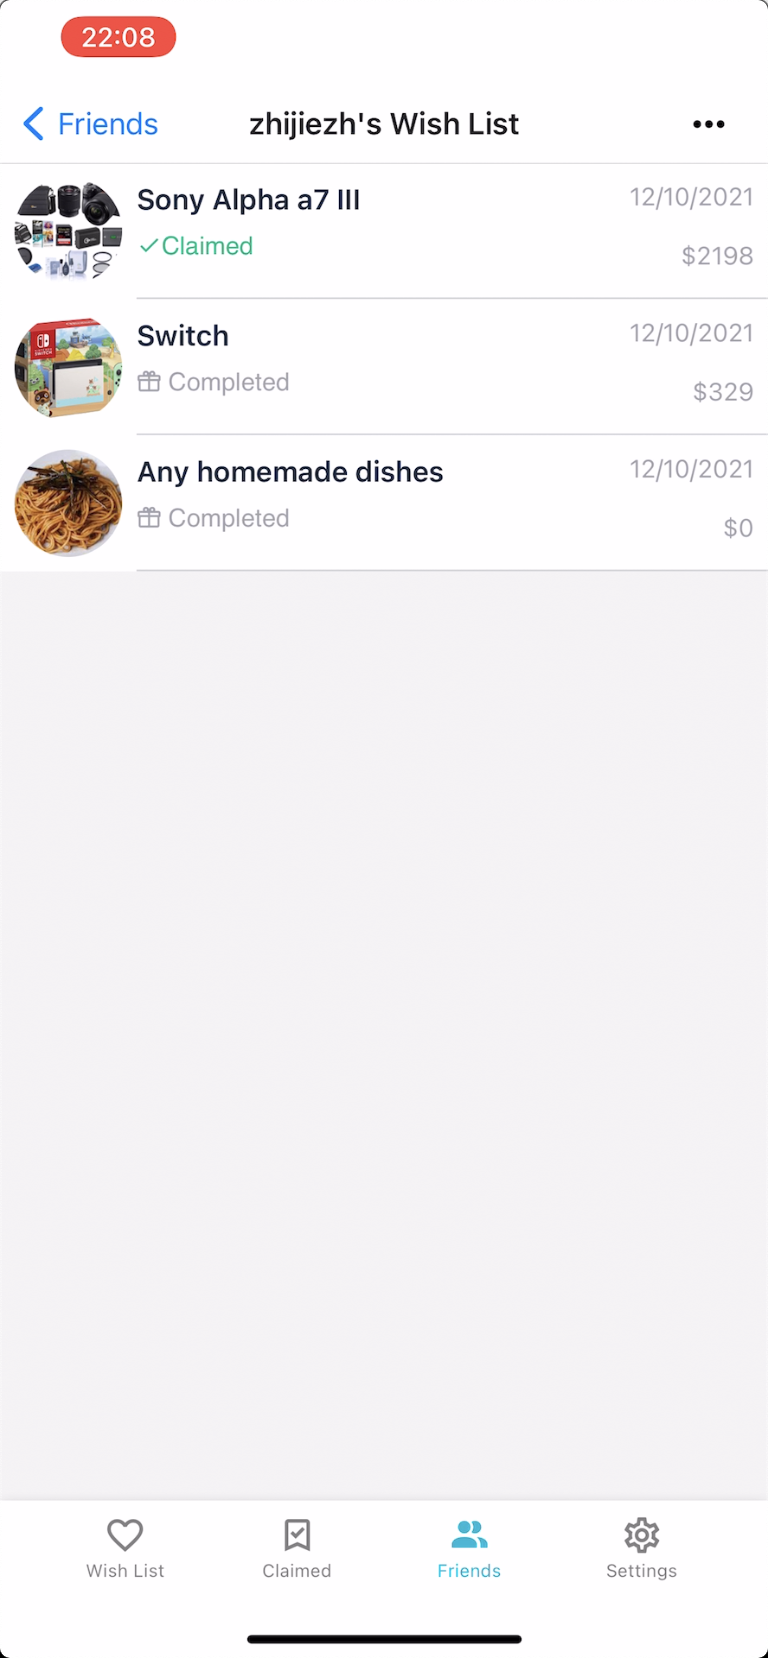 22:08
Friends
zhijiezh's Wish List
Sony Alpha a7 III
12/10/2021
Claimed
$2198
Switch
12/10/2021
Completed
$329
Any homemade dishes
12/10/2021
Completed
$0
Wish List
Claimed
Friends
Settings